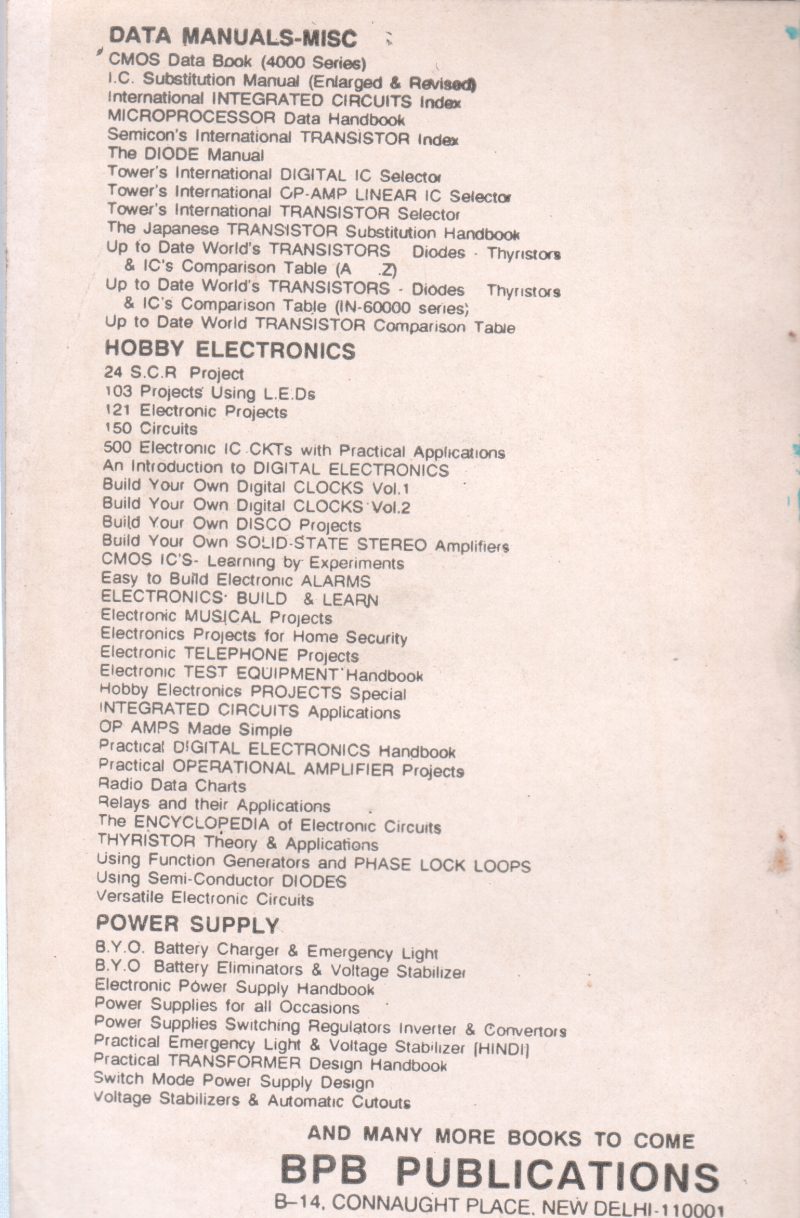 DATA MANUALS-MISC
CMOS Data Book (4000 Series)
I.C. Substitution Manual (Enlarged & Revised)
International INTEGRATED CIRCUITS Index
MICROPROCESSOR Data Handbook
Semicon's International TRANSISTOR Index
The DIODE Manual
Tower's International DIGITAL IC Selector
Tower's International OP-AMP LINEAR IC Selector
Tower's International TRANSISTOR Selector
The Japanese TRANSISTOR Substitution Handbook
Up to Date World's TRANSISTORS Diodes - Thyristors
& IC's Comparison Table (A .Z)
Up to Date World's TRANSISTORS - Diodes Thyristors
& IC's Comparison Table (IN-60000 series)
Up to Date World TRANSISTOR Comparison Table
HOBBY ELECTRONICS
24 S.C.R Project
103 Projects Using L.E.Ds
121 Electronic Projects
150 Circuits
500 Electronic IC CKTs with Practical Applications
An Introduction to DIGITAL ELECTRONICS
Build Your Own Digital CLOCKS Vol.1
Build Your Own Digital CLOCKS Vol.2
Build Your Own DISCO Projects
Build Your Own SOLID-STATE STEREO Amplifiers
CMOS IC'S- Learning by Experiments
Easy to Build Electronic ALARMS
ELECTRONICS BUILD & LEARN
Electronic MUSICAL Projects
Electronics Projects for Home Security
Electronic TELEPHONE Projects
Electronic TEST EQUIPMENT Handbook
Hobby Electronics PROJECTS Special
INTEGRATED CIRCUITS Applications
OP AMPS Made Simple
Practical DIGITAL ELECTRONICS Handbook
Practical OPERATIONAL AMPLIFIER Projects
Radio Data Charts
Relays and their Applications
The ENCYCLOPEDIA of Electronic Circuits
THYRISTOR Theory & Applications
Using Function Generators and PHASE LOCK LOOPS
Using Semi-Conductor DIODES
Versatile Electronic Circuits
POWER SUPPLY
B.Y.O. Battery Charger & Emergency Light
B.Y.O Battery Eliminators & Voltage Stabilizer
Electronic Power Supply Handbook
Power Supplies for all Occasions
Power Supplies Switching Regulators Inverter & Convertors
Practical Emergency Light & Voltage Stabilizer [HINDI]
Practical TRANSFORMER Design Handbook
Switch Mode Power Supply Design
Voltage Stabilizers & Automatic Cutouts
AND MANY MORE BOOKS TO COME
BPB PUBLICATIONS
B-14, CONNAUGHT PLACE, NEW DELHI-110001